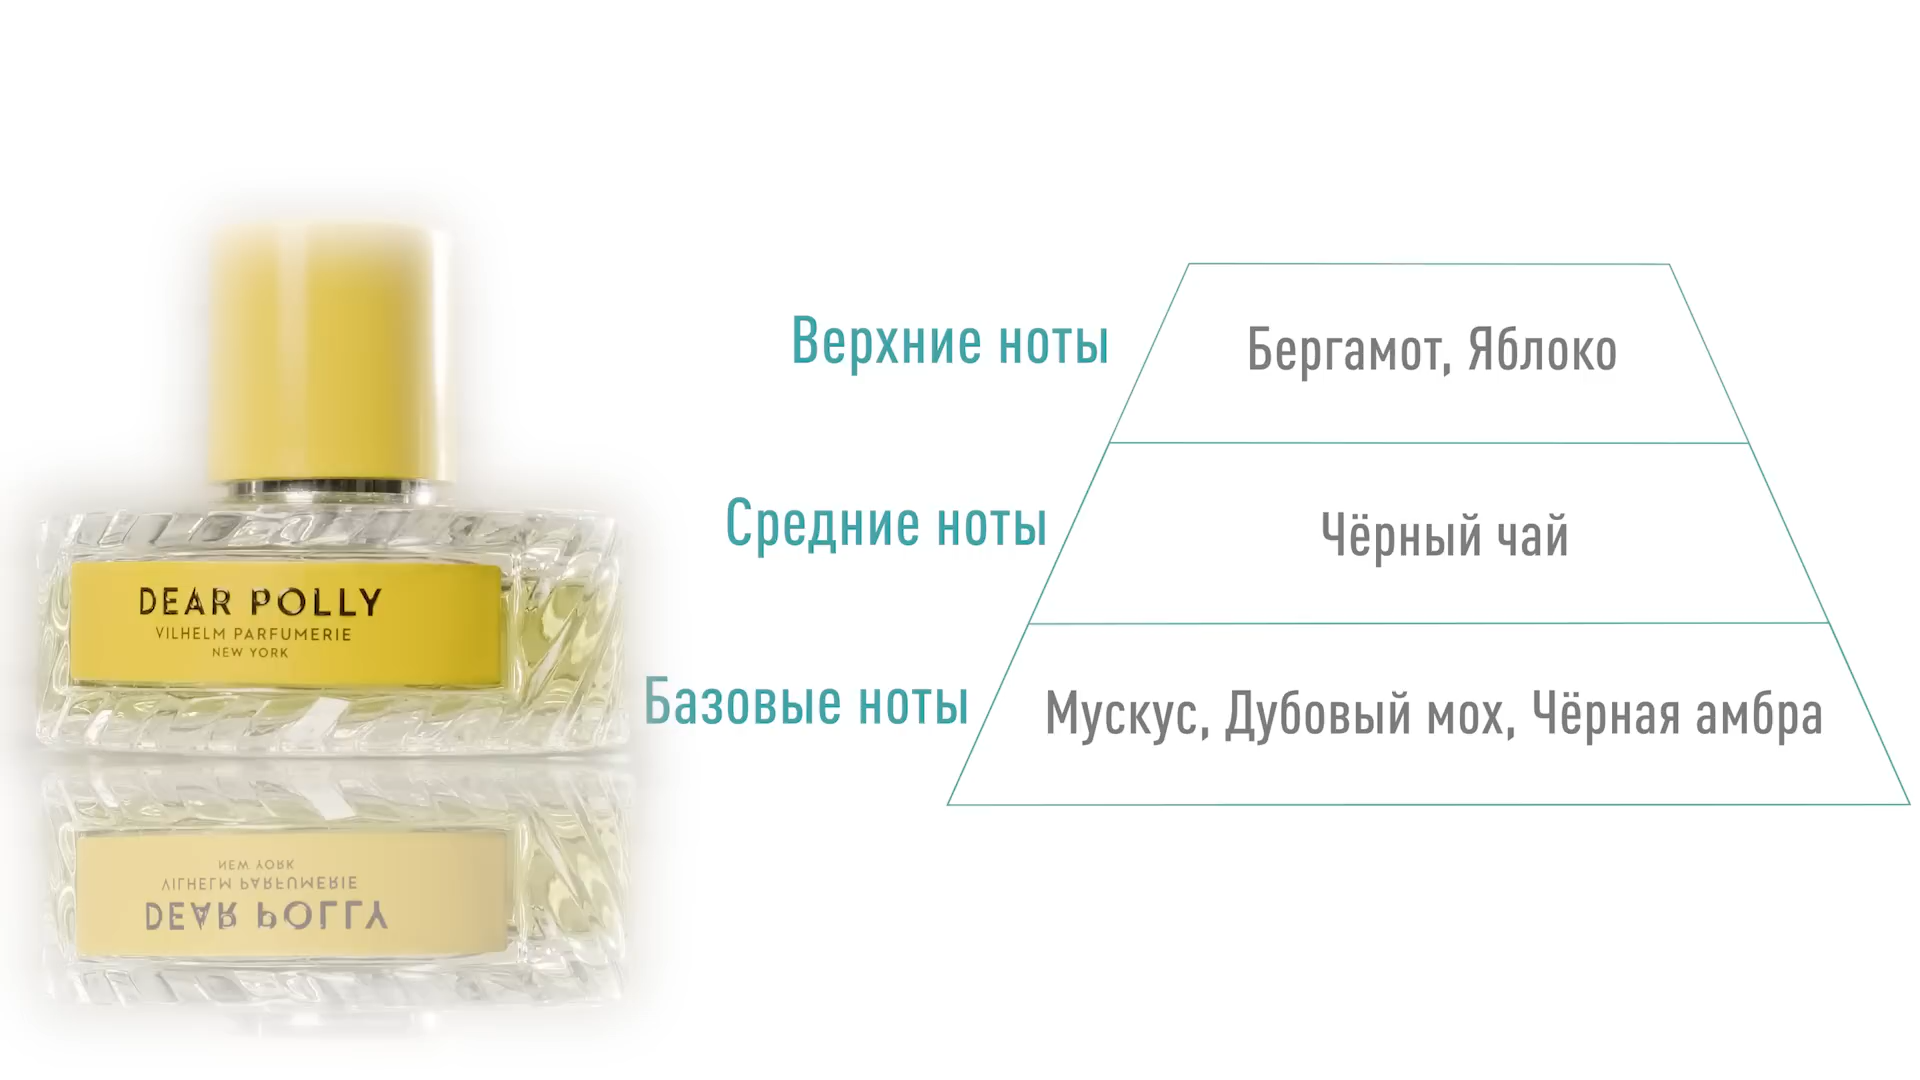 DEAR POLLY
VILHELM PARFUMERIE
NEW YORK
Верхние ноты
Бергамот, Яблоко
Средние ноты
Чёрный чай
Базовые ноты
Мускус, Дубовый мох, Чёрная амбра
NEW YORK
VILHELM PARFUMERIE
DEAR POLLY